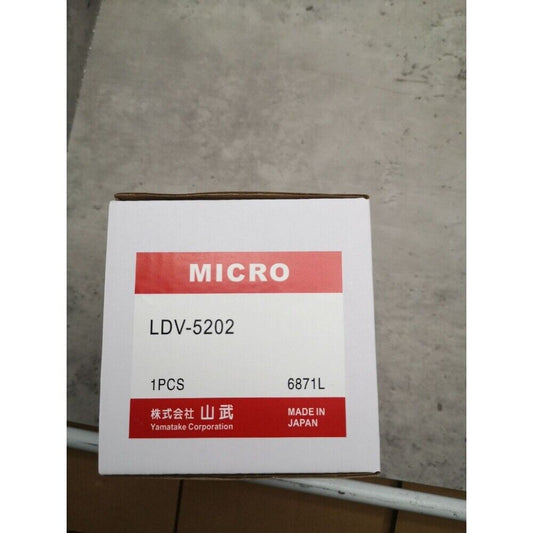 MICRO
LDV-5202
1PCS 6871L
株式会社 山武 MADE IN
Yamatake Corporation JAPAN